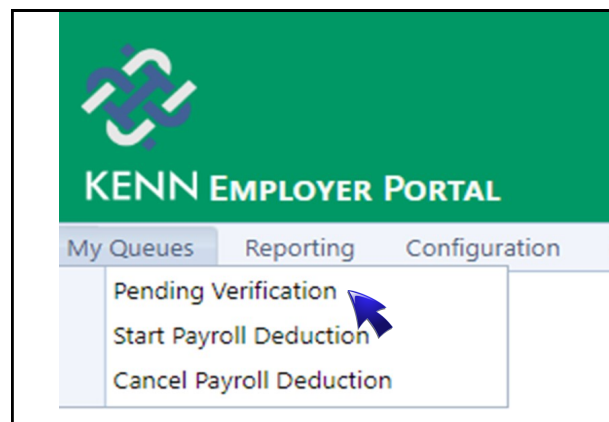 KENN EMPLOYER PORTAL
My Queues Reporting Configuration
Pending Verification
Start Payroll Deduction
Cancel Payroll Deduction